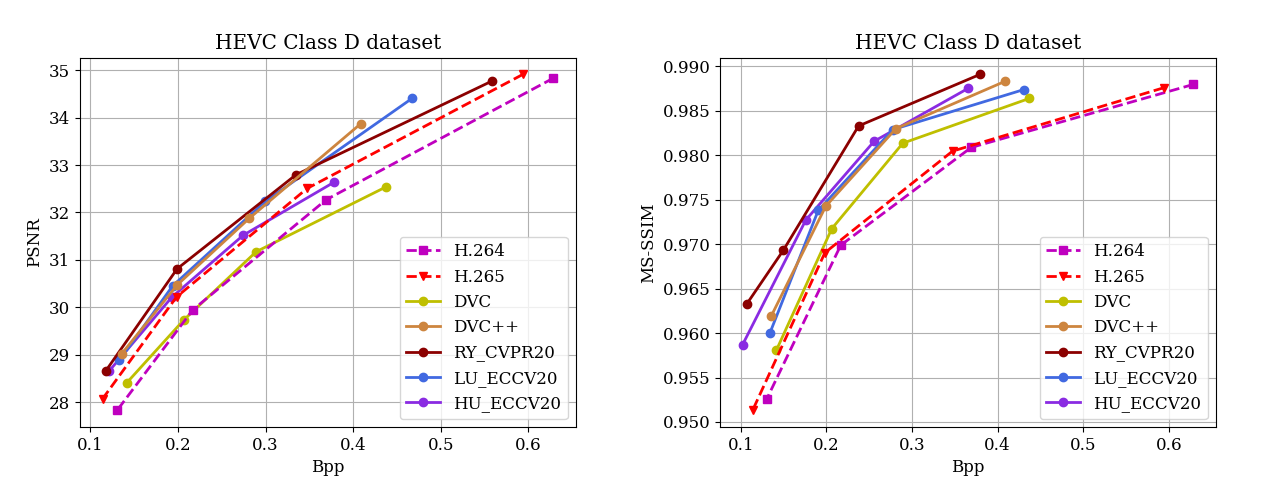 HEVC Class D dataset
PSNR
35
34
33
32
31
30
29
28
0.1 0.2 0.3 0.4 0.5 0.6
Bpp
H.264
H.265
DVC
DVC++
RY_CVPR20
LU_ECCV20
HU_ECCV20
HEVC Class D dataset
MS-SSIM
0.990
0.985
0.980
0.975
0.970
0.965
0.960
0.955
0.950
0.1 0.2 0.3 0.4 0.5 0.6
Bpp
H.264
H.265
DVC
DVC++
RY_CVPR20
LU_ECCV20
HU_ECCV20